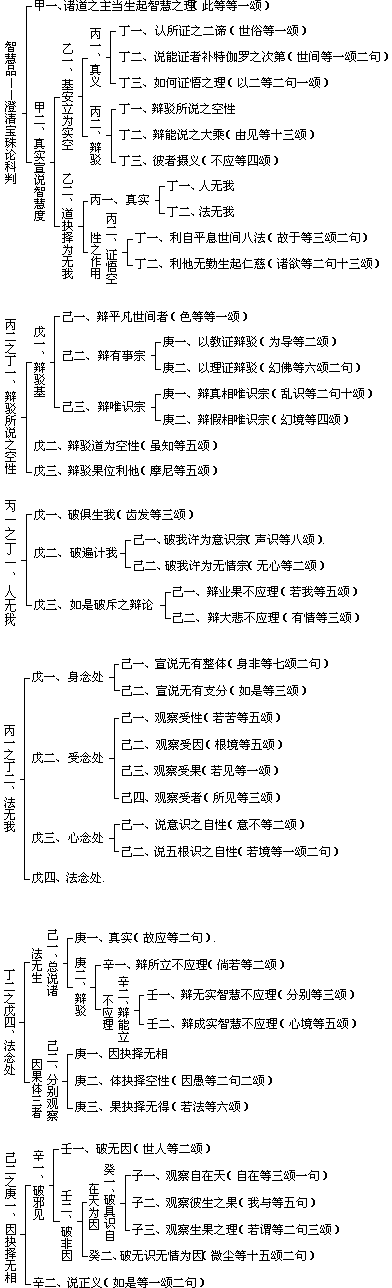 智慧品——澄清宝珠论科判
甲一、诸道之主当生起智慧之理（此等等一颂）
甲二、真实宣说智慧度
乙一、基安立为实空
丙一、真义
丁一、认所证之二谛（世俗等一颂）
丁二、说能证者补特伽罗之次第（世间等一颂二句）
丁三、如何证悟之理（以二等二句一颂）
丙二、辩驳
丁一、辩驳所说之空性
丁二、辩能说之大乘（由见等十三颂）
丁三、彼者摄义（不应等四颂）
乙二、道抉择为无我
丙一、真实
丁一、人无我
丁二、法无我
丙二、证悟空性之作用
丁一、利自平息世间八法（故于等三颂二句）
丁二、利他无勤生起仁慈（诸欲等二句十三颂）
丙二之丁一、辩驳所说之空性
戊一、辩驳基
己一、辩平凡世间者（色等等一颂）
己二、辩有事宗
庚一、以教证辩驳（为导等二颂）
庚二、以理证辩驳（幻佛等六颂二句）
己三、辩唯识宗
庚一、辩真相唯识宗（乱识等二句十颂）
庚二、辩假相唯识宗（幻境等四颂）
戊二、辩驳道为空性（虽知等五颂）
戊三、辩驳果位利他（摩尼等五颂）
丙一之丁一、人无我
戊一、破俱生我（齿发等三颂）
戊二、破遍计我
己一、破我许为意识宗（声识等八颂）.
己二、破我许为无情宗（无心等二颂）
戊三、如是破斥之辩论
己一、辩业果不应理（若我等五颂）
己二、辩大悲不应理（有情等三颂）
丙一之丁二、法无我
戊一、身念处
己一、宣说无有整体（身非等七颂二句）
己二、宣说无有支分（如是等三颂）
戊二、受念处
己一、观察受性（若苦等五颂）
己二、观察受因（根境等五颂）
己三、观察受果（若见等一颂）
己四、观察受者（所见等三颂）
戊三、心念处
己一、说意识之自性（意不等二颂）
己二、说五根识之自性（若境等一颂二句）
戊四、法念处.
丁二之戊四、法念处
己一、总说诸法无生
庚一、真实（故应等二句）.
庚二、辩驳不应理
辛一、辩所立不应理（倘若等二颂）
辛二、辩能立
壬一、辩无实智慧不应理（分别等三颂）
壬二、辩成实智慧不应理（心境等五颂）
己二、分别观察因果体三者
庚一、因抉择无相
庚二、体抉择空性（因愚等二句二颂）
庚三、果抉择无得（若法等六颂）
己二之庚一、因抉择无相
辛一、破邪见
壬一、破无因（世人等二颂）
壬二、破非因
癸一、破具识自在天为因
子一、观察自在天（自在等三颂一句）
子二、观察彼生之果（我与等五句）
子三、观察生果之理（若谓等二句三颂）
癸二、破无识无情为因（微尘等十五颂二句）
辛二、说正义（如是等一颂二句）